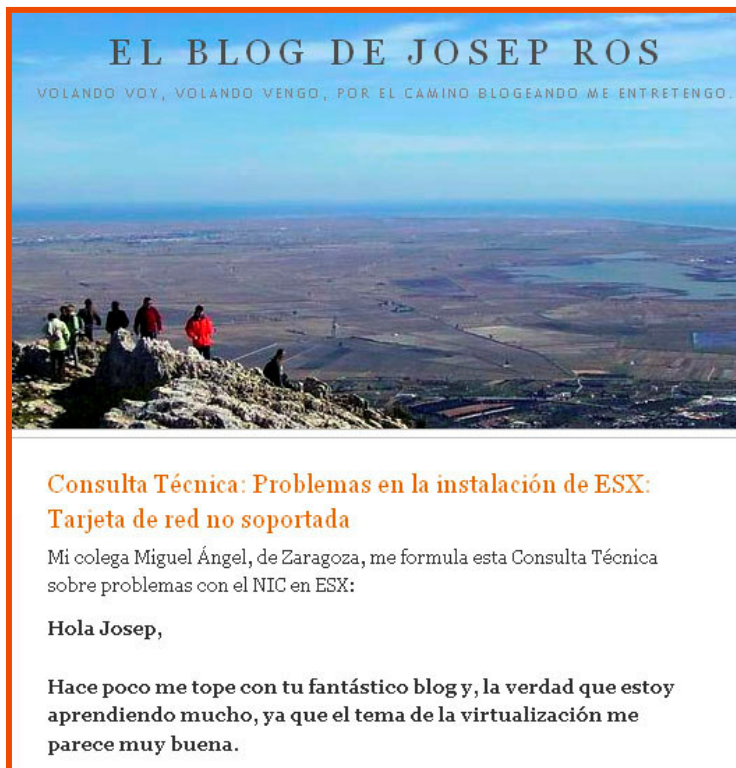 EL BLOG DE JOSEP ROS
VOLANDO VOY, VOLANDO VENGO, POR EL CAMINO BLOGEANDO ME ENTRETENGO.
Consulta Técnica: Problemas en la instalación de ESX:
Tarjeta de red no soportada
Mi colega Miguel Ángel, de Zaragoza, me formula esta Consulta Técnica
sobre problemas con el NIC en ESX:
Hola Josep,
Hace poco me tope con tu fantástico blog y, la verdad que estoy
aprendiendo mucho, ya que el tema de la virtualización me
parece muy buena.